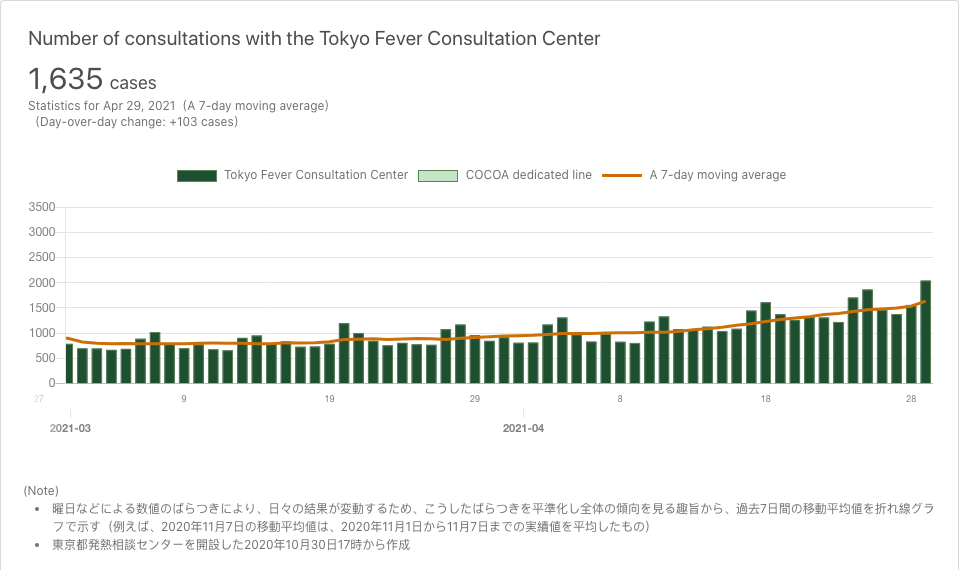 Number of consultations with the Tokyo Fever Consultation Center
1,635 cases
Statistics for Apr 29, 2021（A 7-day moving average）
（Day-over-day change: +103 cases）
Tokyo Fever Consultation Center COCOA dedicated line A 7-day moving average
3500
3000
2500
2000
1500
1000
500
0
27 9 19 29 8 18 28
2021-03 2021-04
(Note)
• 曜日などによる数値のばらつきにより、日々の結果が変動するため、こうしたばらつきを平準化し全体の傾向を見る趣旨から、過去7日間の移動平均値を折れ線グラ
フで示す（例えば、2020年11月7日の移動平均値は、2020年11月1日から11月7日までの実績値を平均したもの）
• 東京都発熱相談センターを開設した2020年10月30日17時から作成